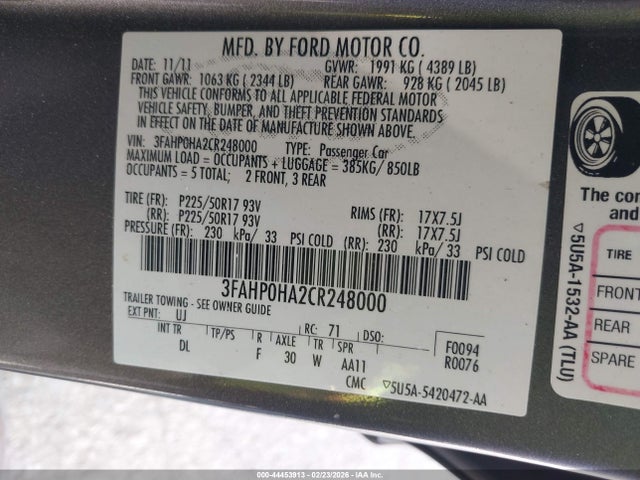 MFD. BY FORD MOTOR CO.
11/11
GVWR: 1991 KG ( 4389 LB)
FRONT GAWR: 1063 KG ( 2344 LB)
REAR GAWR: 928 KG ( 2045 LB)
THIS VEHICLE CONFORMS TO ALL APPLICABLE FEDERAL MOTOR
VEHICLE SAFETY, BUMPER, AND THEFT PREVENTION STANDARDS
IN EFFECT ON THE DATE OF MANUFACTURE SHOWN ABOVE.
VIN: 3FAHP0HA2CR248000 TYPE: Passenger Car
MAXIMUM LOAD = OCCUPANTS + LUGGAGE = 385KG/ 850LB
OCCUPANTS = 5 TOTAL; 2 FRONT, 3 REAR
TIRE (FR): P225/50R17 93V RIMS (FR): 17X7.5J
(RR): P225/50R17 93V (RR): 17X7.5J
PRESSURE (FR): 230 kPa/ 33 PSI COLD (RR): 230 kPa/ 33 PSI COLD
3FAHP0HA2CR248000
TRAILER TOWING - SEE OWNER GUIDE
EXT PNT: UJ RC: 71 DSO:
INT TR TP/PS R AXLE TR SPR F0094
DL F 30 W AA11 R0076
CMC ▽5U5A-5420472-AA
The con
and
TIRE
FRONT
REAR
SPARE
▽5U5A-1532-AA (TLU)
000-44453913 - 02/23/2026 - IAAI.COM